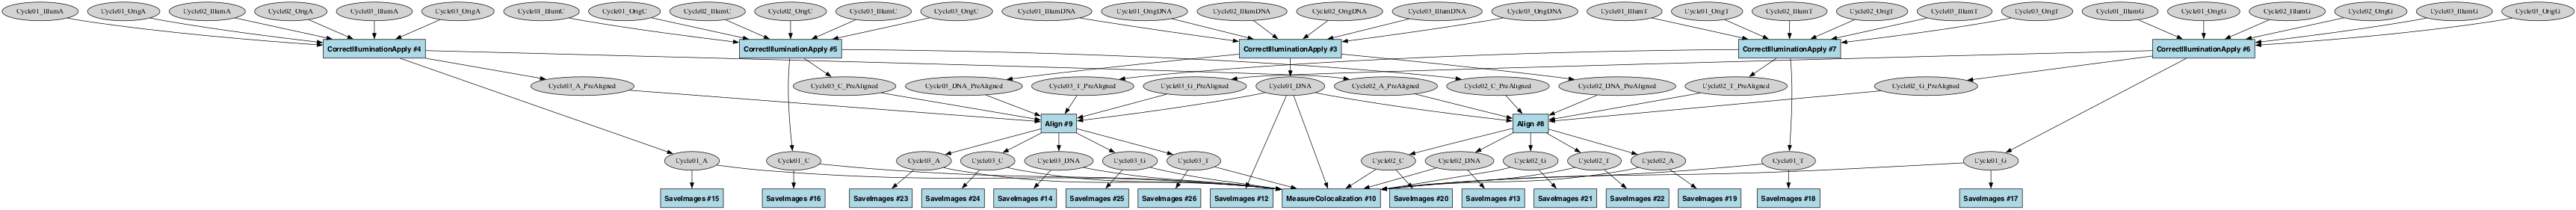 Cycle01_IllumA Cycle01_OrigA Cycle02_IllumA Cycle02_OrigA Cycle03_IllumA Cycle03_OrigA Cycle01_IllumC Cycle01_OrigC Cycle02_IllumC Cycle02_OrigC Cycle03_IllumC Cycle03_OrigC Cycle01_IllumDNA Cycle01_OrigDNA Cycle02_IllumDNA Cycle02_OrigDNA Cycle03_IllumDNA Cycle03_OrigDNA Cycle01_IllumT Cycle01_OrigT Cycle02_IllumT Cycle02_OrigT Cycle03_IllumT Cycle03_OrigT Cycle01_IllumG Cycle01_OrigG Cycle02_IllumG Cycle02_OrigG Cycle03_IllumG Cycle03_OrigG
CorrectIlluminationApply #4 CorrectIlluminationApply #5 CorrectIlluminationApply #3 CorrectIlluminationApply #7 CorrectIlluminationApply #6
Cycle03_A_PreAligned Cycle03_C_PreAligned Cycle03_DNA_PreAligned Cycle03_T_PreAligned Cycle03_G_PreAligned Cycle01_DNA Cycle02_A_PreAligned Cycle02_C_PreAligned Cycle02_DNA_PreAligned Cycle02_T_PreAligned Cycle02_G_PreAligned
Align #9 Align #8
Cycle01_A Cycle01_C Cycle03_A Cycle03_C Cycle03_DNA Cycle03_G Cycle03_T Cycle02_C Cycle02_DNA Cycle02_G Cycle02_T Cycle02_A Cycle01_T Cycle01_G
SaveImages #15 SaveImages #16 SaveImages #23 SaveImages #24 SaveImages #14 SaveImages #25 SaveImages #26 SaveImages #12 MeasureColocalization #10 SaveImages #20 SaveImages #13 SaveImages #21 SaveImages #22 SaveImages #19 SaveImages #18 SaveImages #17